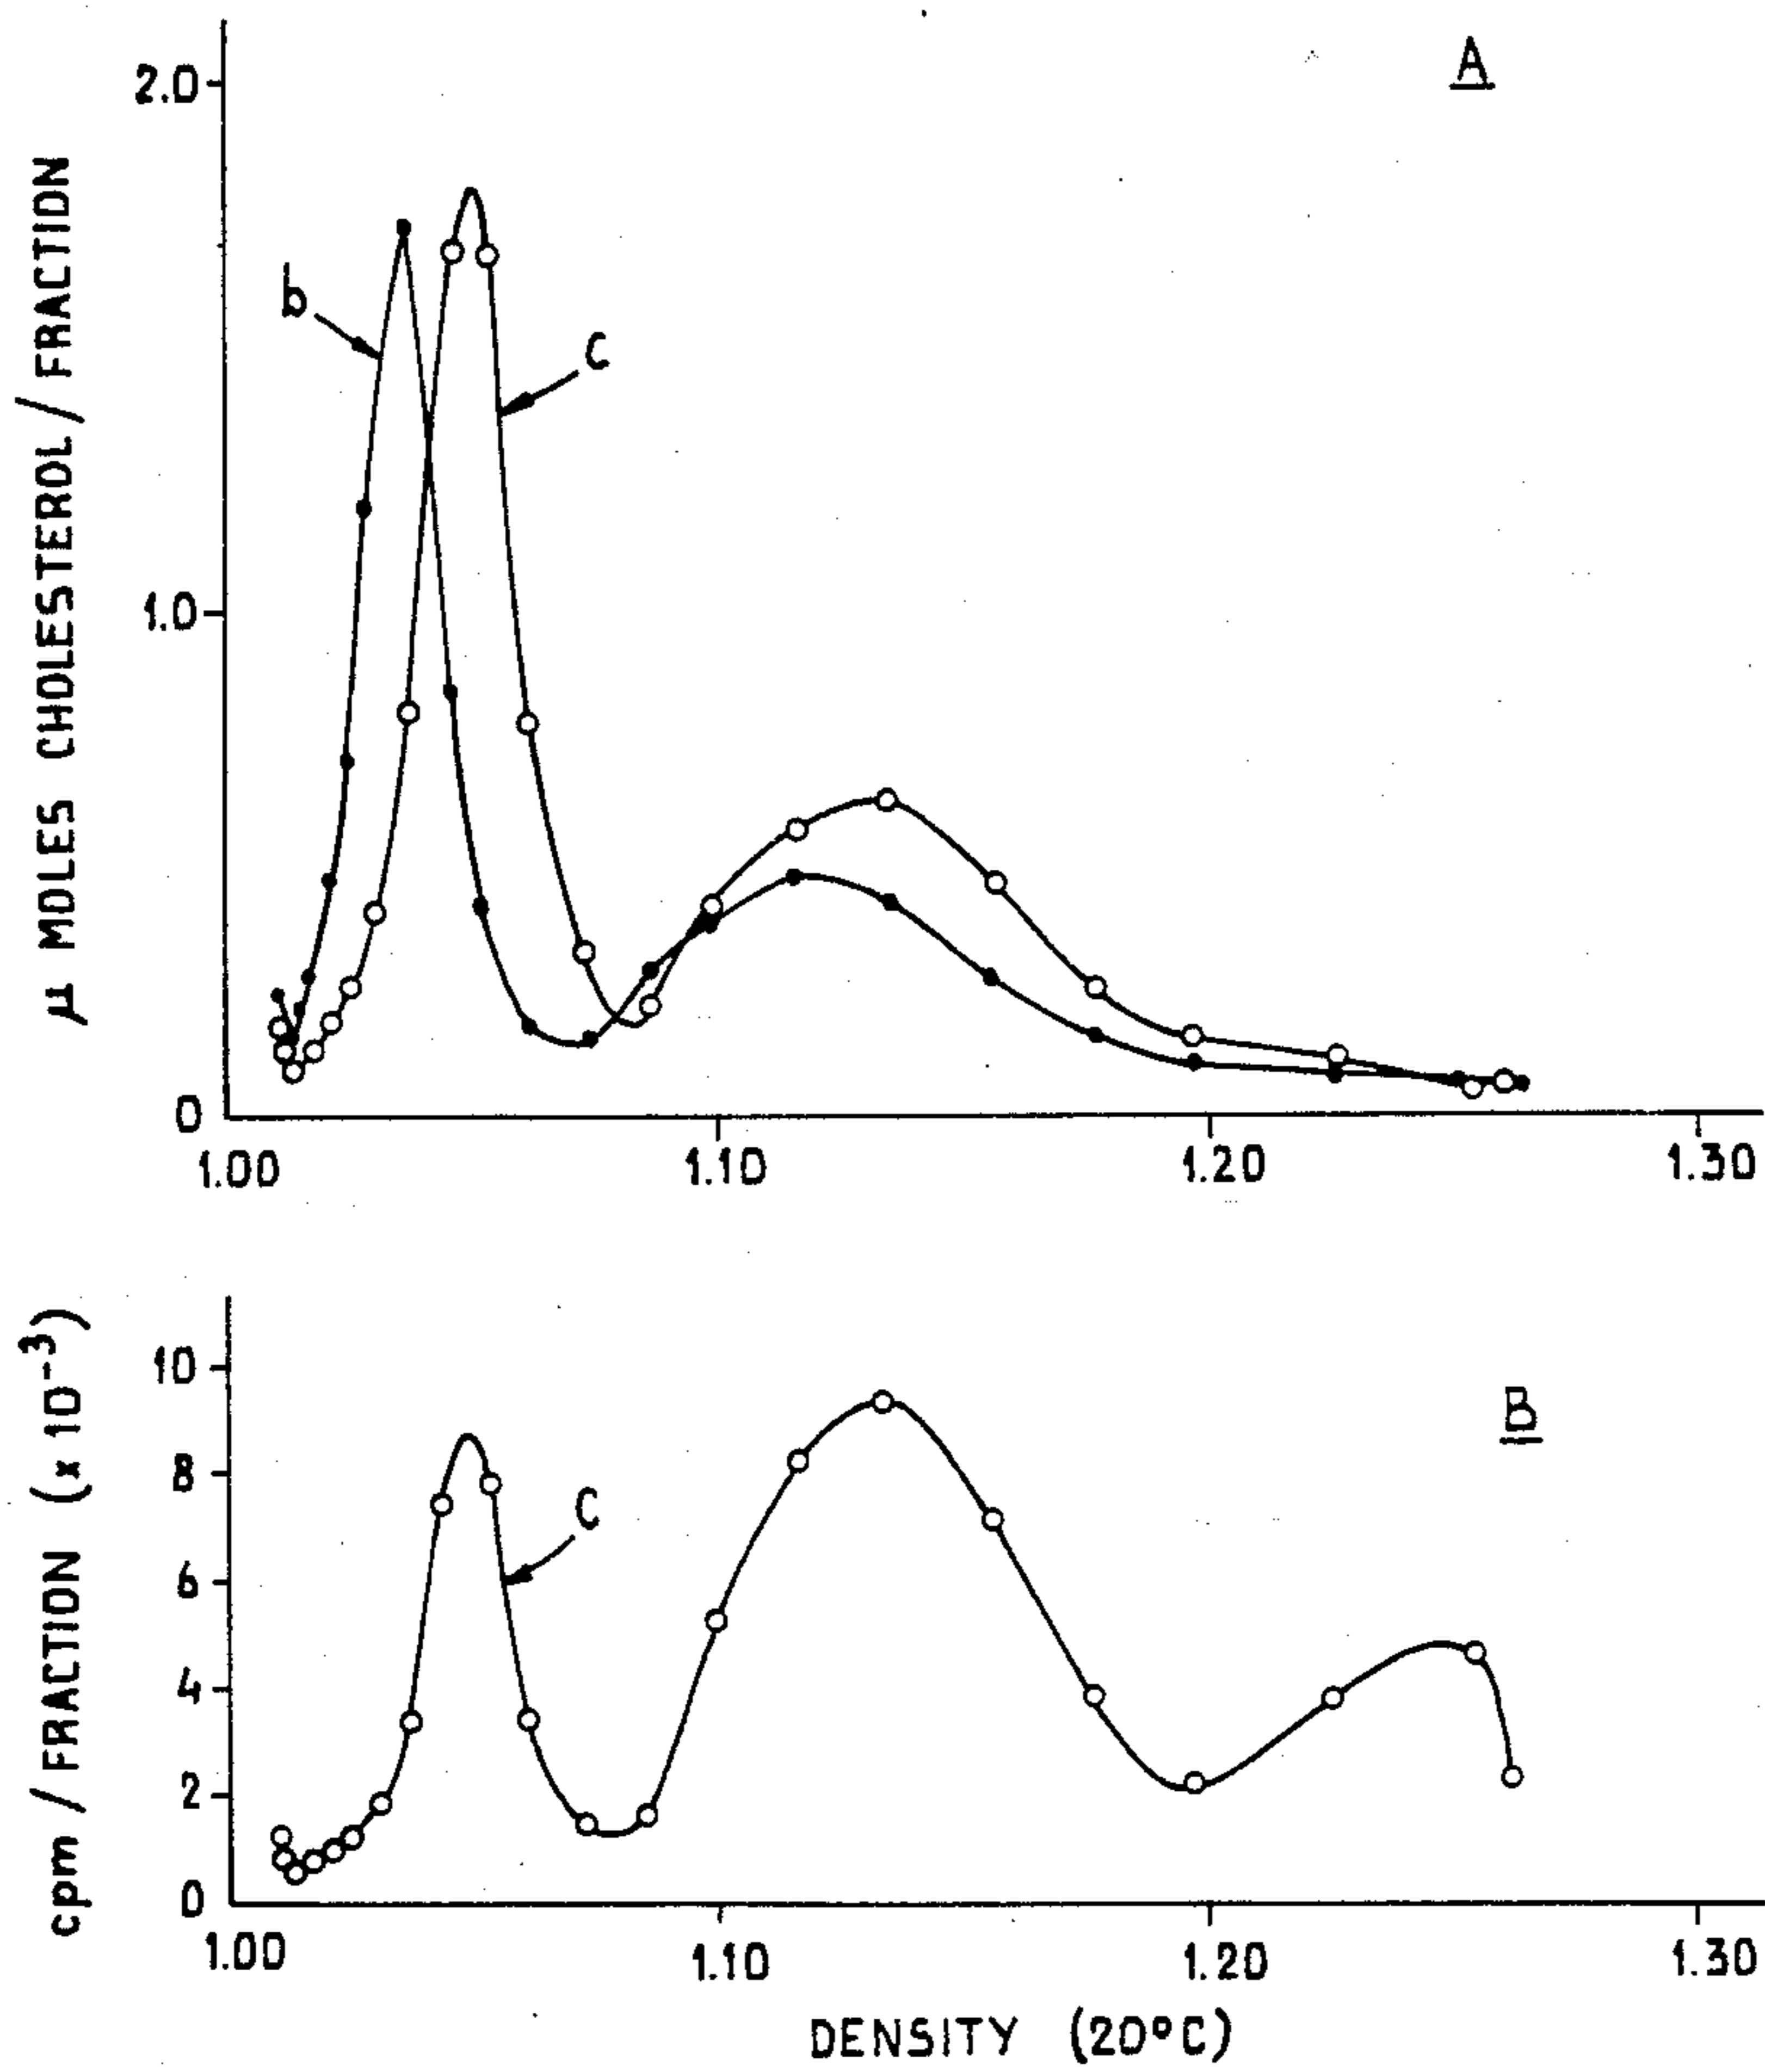 A
μ MOLES CHOLESTEROL / FRACTION
2.0
1.0
0
b
c
1.00 1.10 1.20 1.30
B
cpm / FRACTION (x 10⁻³)
10
8
6
4
2
0
C
1.00 1.10 1.20 1.30
DENSITY (20°C)